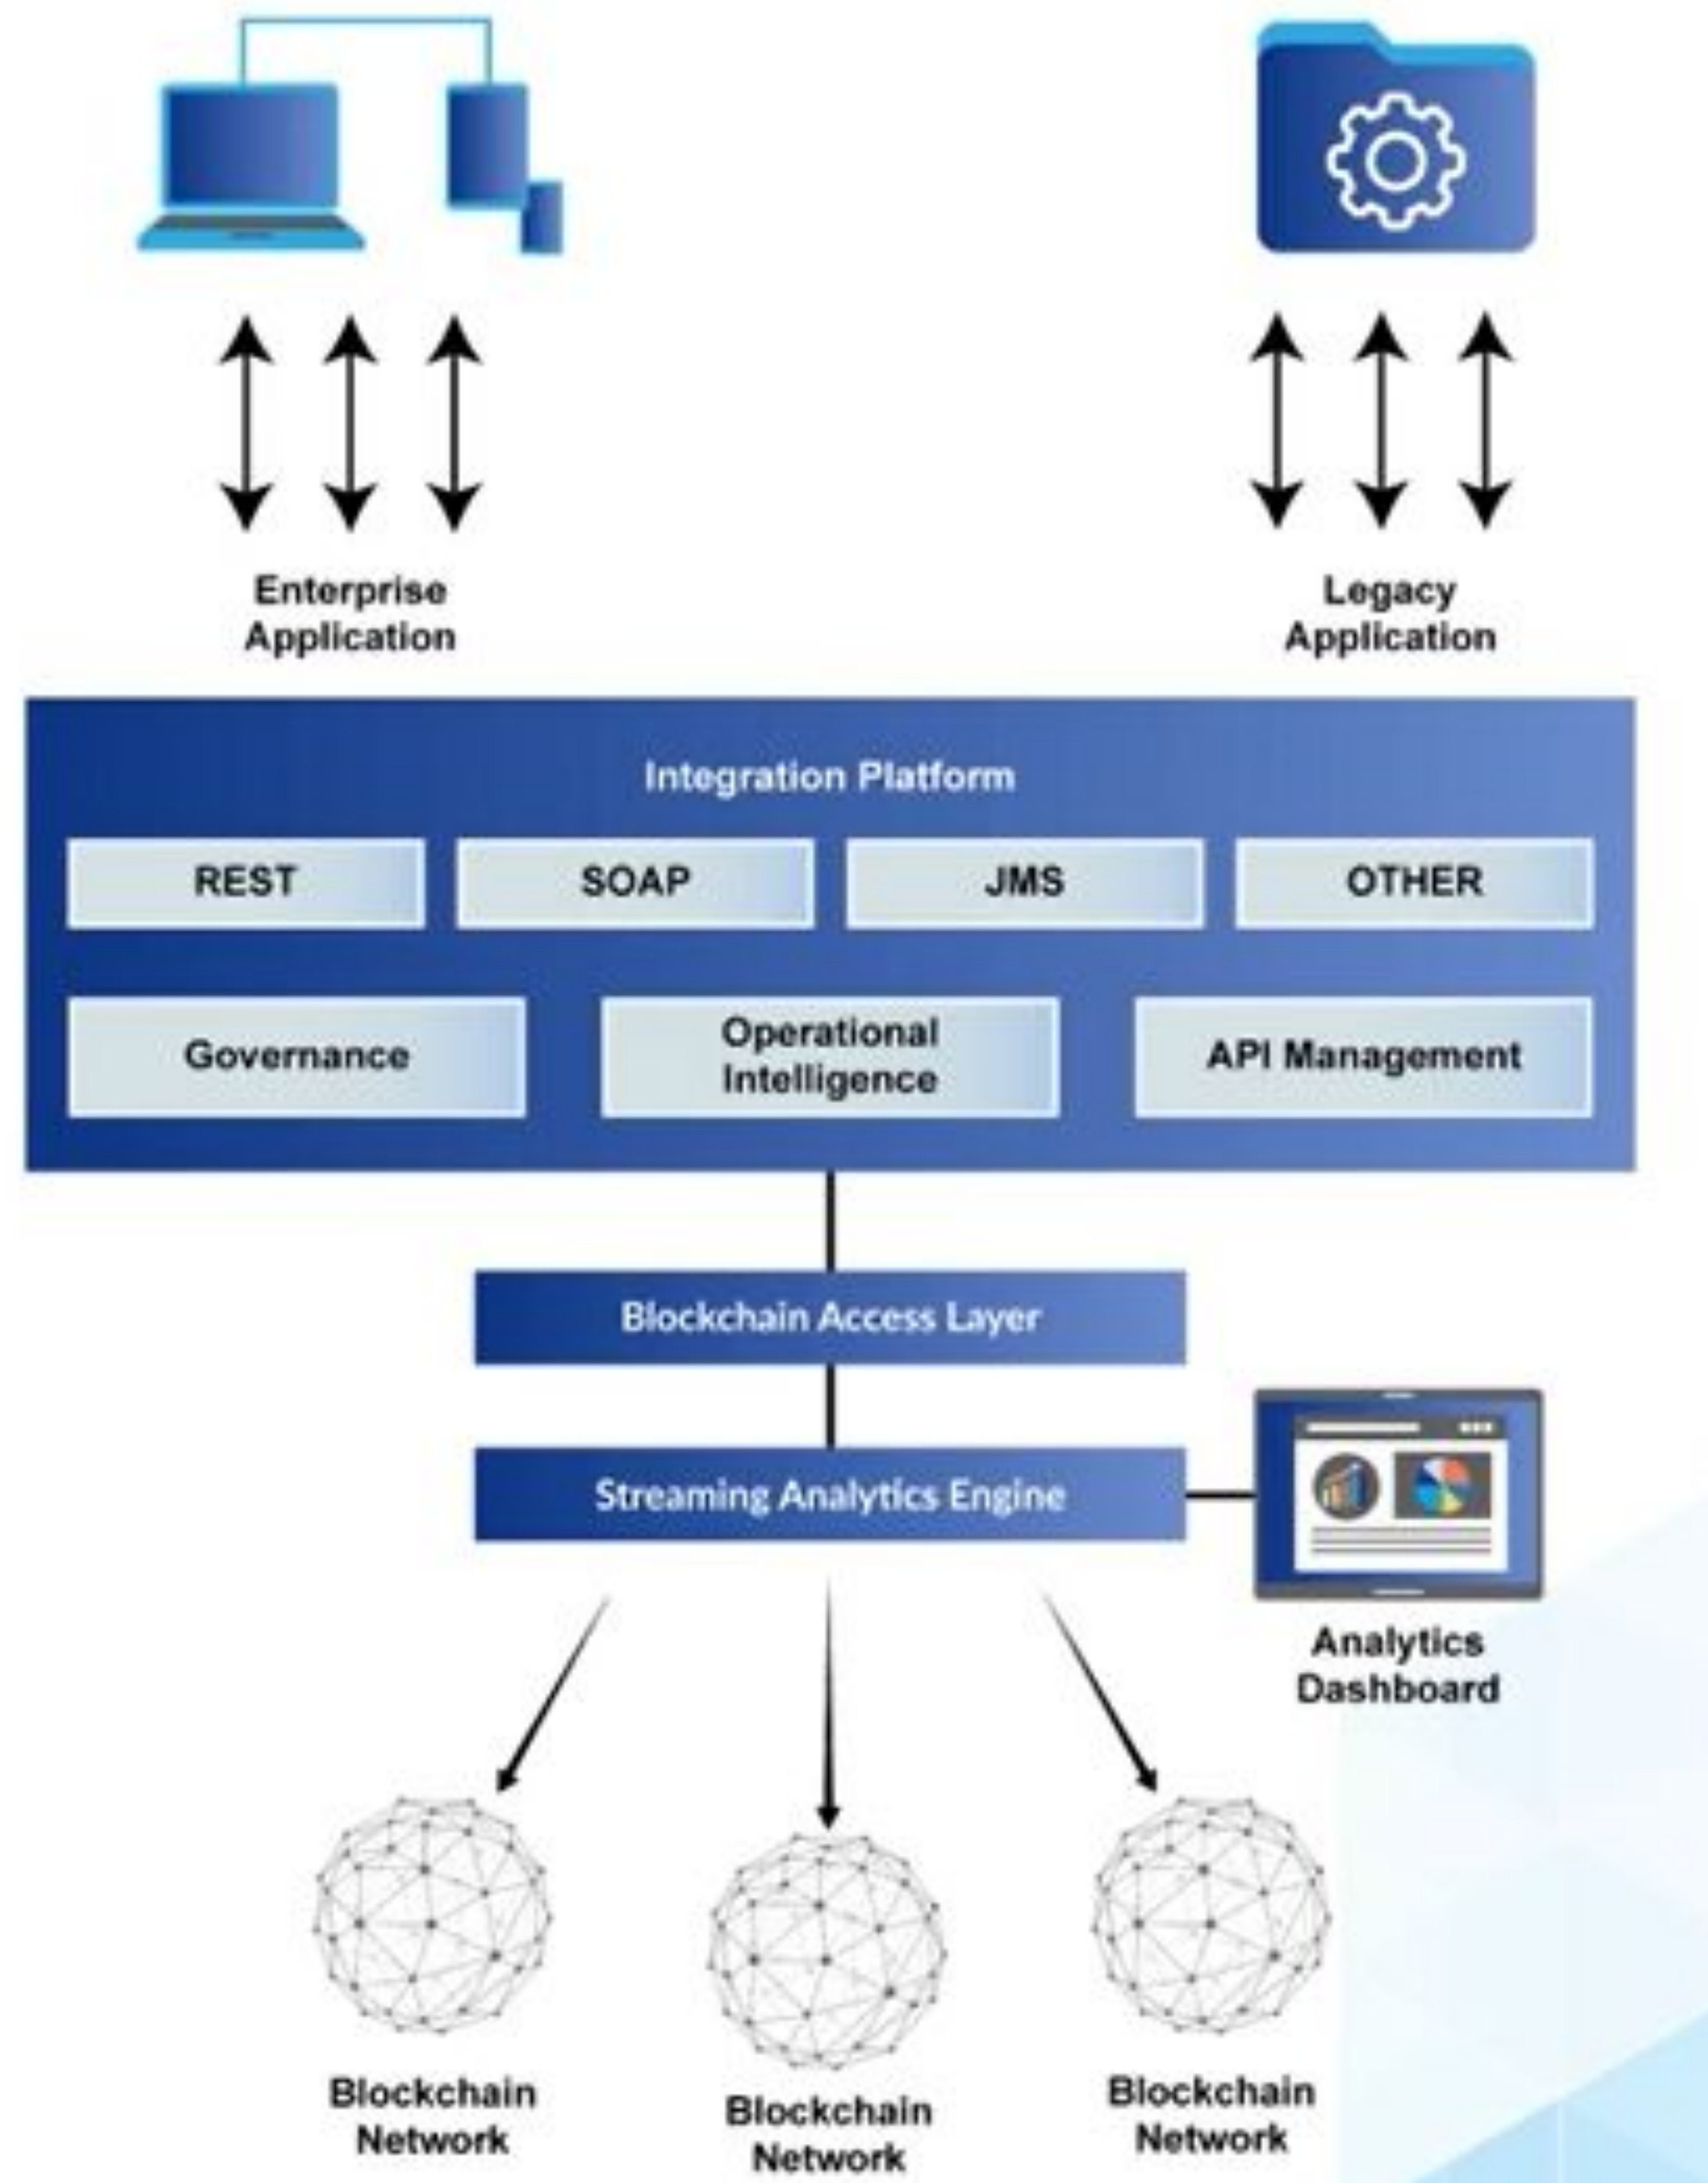 Enterprise
Application
Legacy
Application
Integration Platform
REST
SOAP
JMS
OTHER
Governance
Operational
Intelligence
API Management
Blockchain Access Layer
Streaming Analytics Engine
Analytics
Dashboard
Blockchain
Network
Blockchain
Network
Blockchain
Network